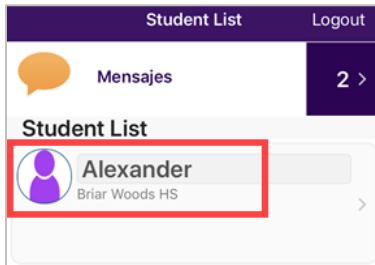 Student List Logout
Mensajes 2 >
Student List
Alexander
Briar Woods HS